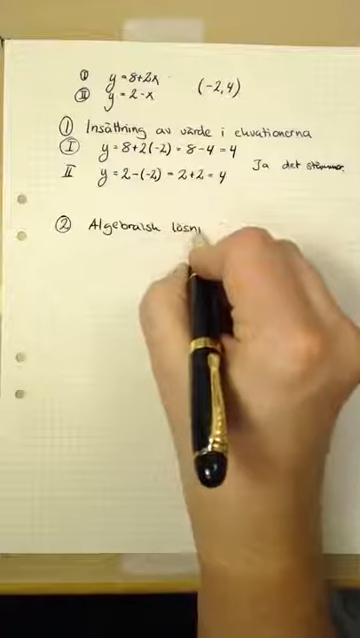 I y = 8+2x (-2,4)
II y = 2-x
① Insättning av värde i ekvationerna
I y = 8+2(-2) = 8-4 = 4
Ja det stämmer.
II y = 2-(-2) = 2+2 = 4
② Algebraisk lösni